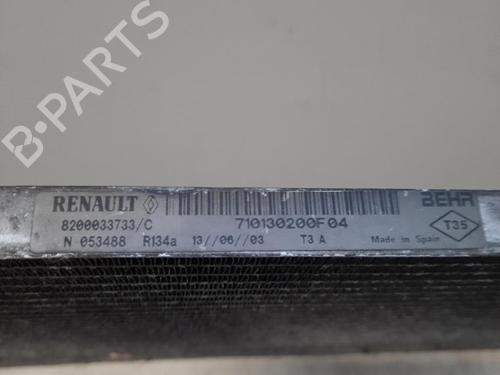 B-PARTS
RENAULT BEHR
8200033733/C 710130200F04
N 053488 R134a 13//06//03 T3 A Made in Spain T35